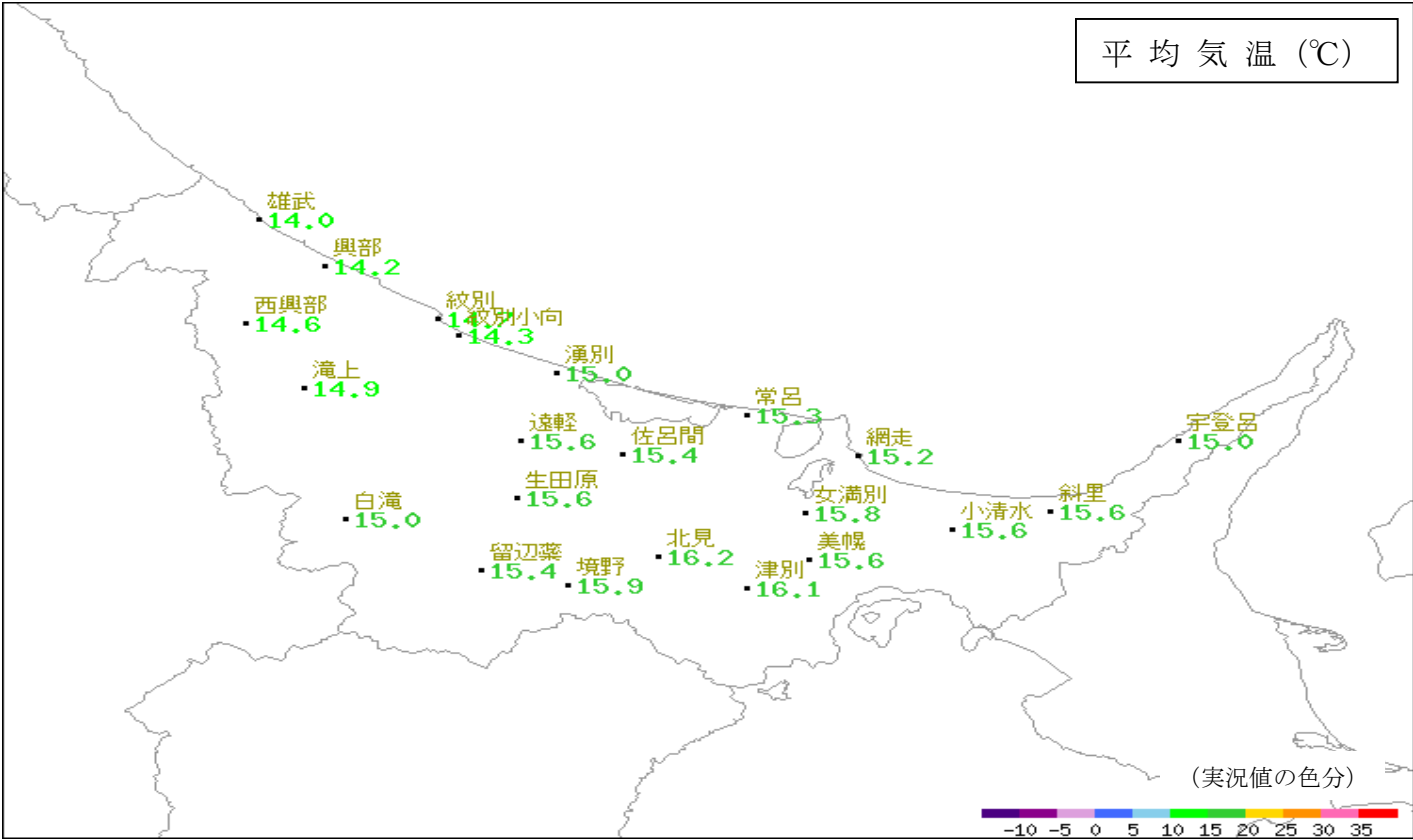 平均気温(℃)
雄武
14.0
興部
14.2
西興部
14.6
紋別
14.7
紋別小向
14.3
滝上
14.9
湧別
15.0
常呂
15.3
遠軽
15.6
佐呂間
15.4
網走
15.2
宇登呂
15.0
生田原
15.6
白滝
15.0
女満別
15.8
小清水
15.6
斜里
15.6
北見
16.2
美幌
15.6
留辺蘂
15.4
境野
15.9
津別
16.1
(実況値の色分)
-10 -5 0 5 10 15 20 25 30 35